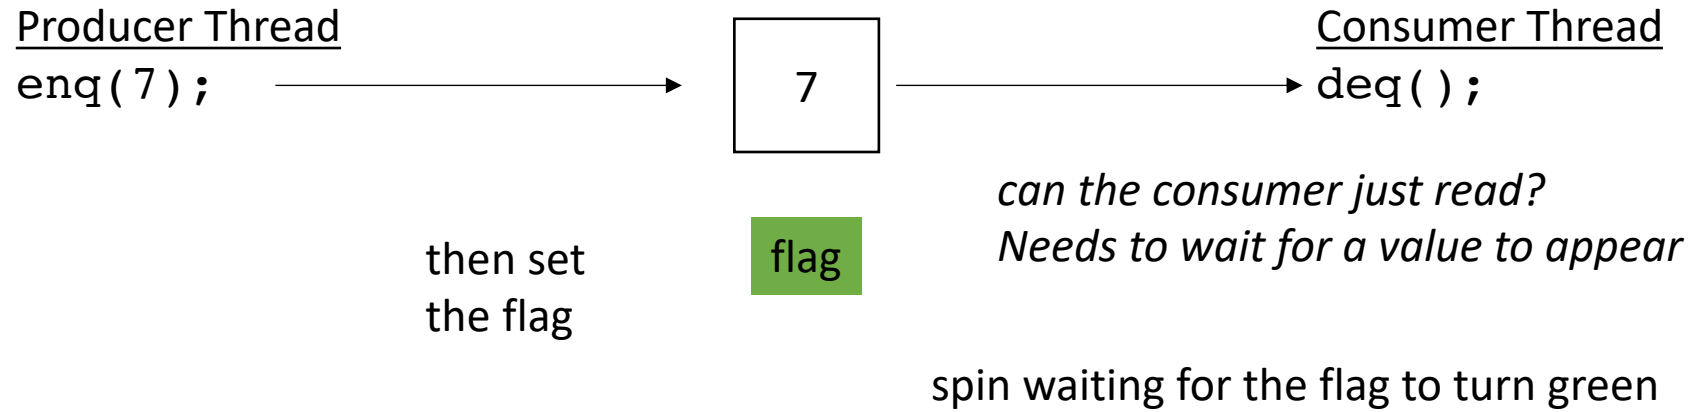 Producer Thread
enq(7);
7
Consumer Thread
deq();
can the consumer just read?
Needs to wait for a value to appear
then set
the flag
flag
spin waiting for the flag to turn green